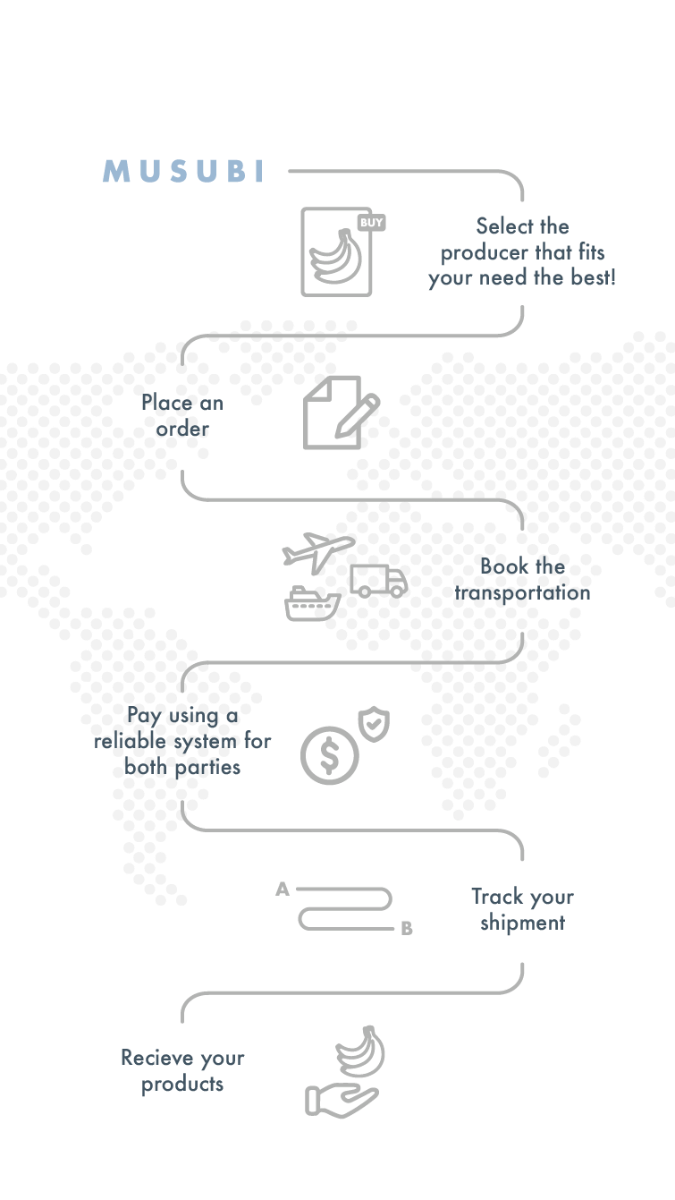 MUSUBI
BUY
Select the
producer that fits
your need the best!
Place an
order
Book the
transportation
Pay using a
reliable system for
both parties
$
A
B
Track your
shipment
Recieve your
products